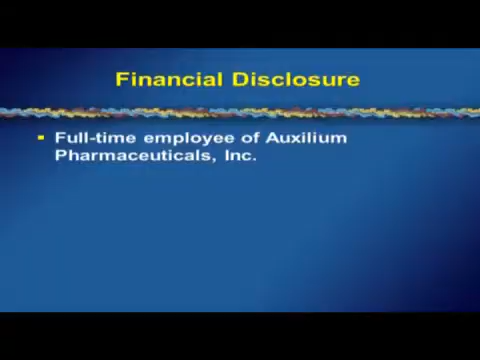 Financial Disclosure
Full-time employee of Auxilium
Pharmaceuticals, Inc.